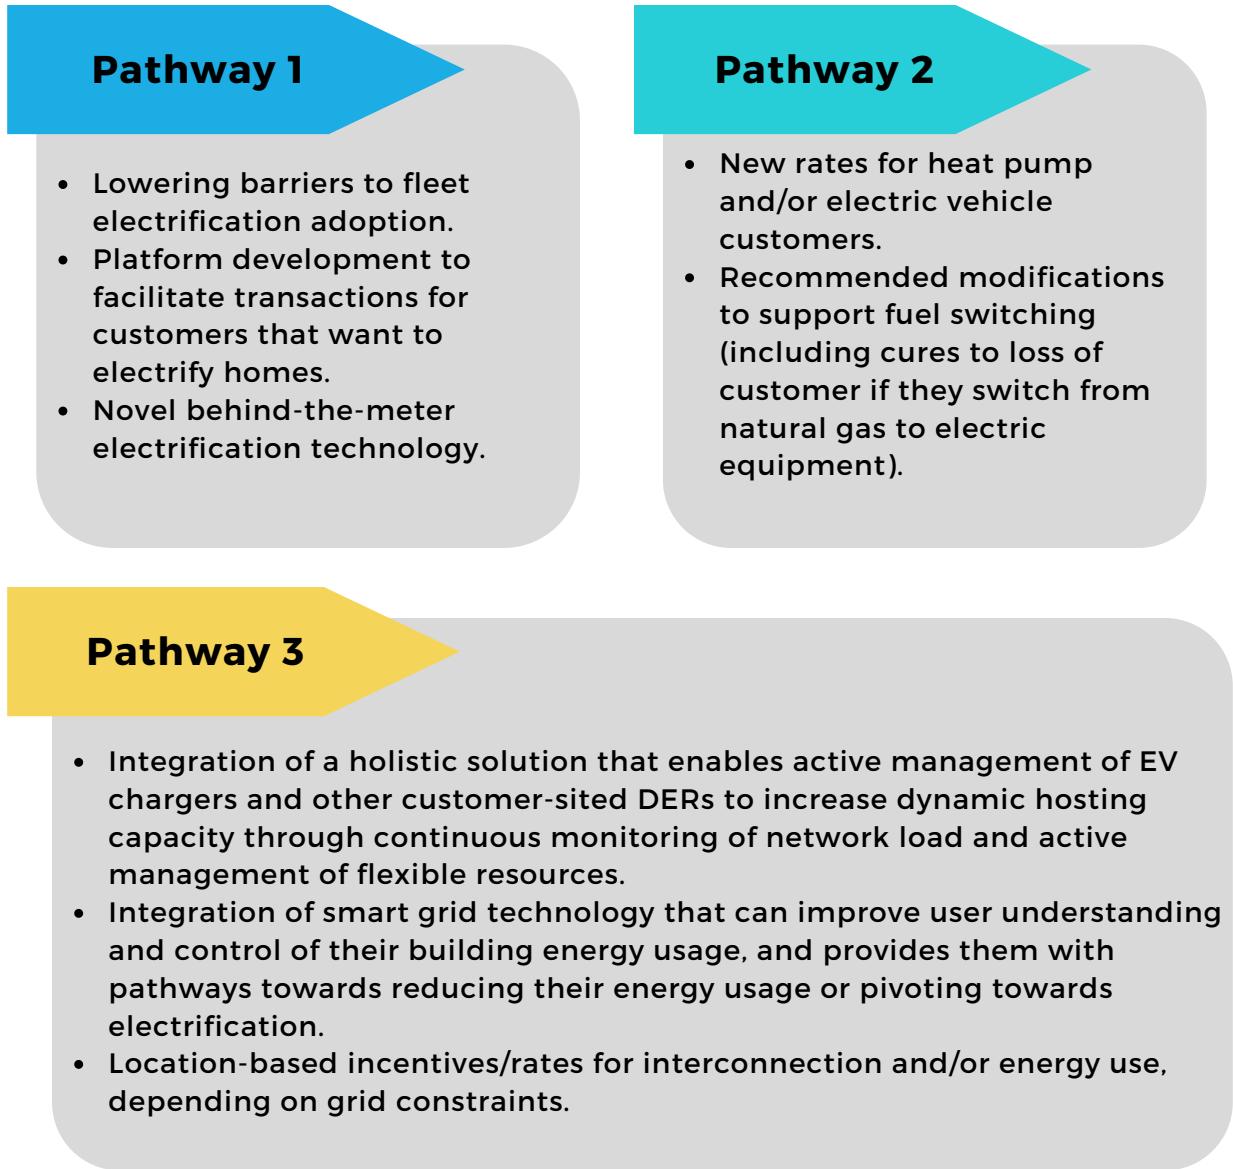 Pathway 1
• Lowering barriers to fleet
electrification adoption.
• Platform development to
facilitate transactions for
customers that want to
electrify homes.
• Novel behind-the-meter
electrification technology.
Pathway 2
• New rates for heat pump
and/or electric vehicle
customers.
• Recommended modifications
to support fuel switching
(including cures to loss of
customer if they switch from
natural gas to electric
equipment).
Pathway 3
• Integration of a holistic solution that enables active management of EV
chargers and other customer-sited DERs to increase dynamic hosting
capacity through continuous monitoring of network load and active
management of flexible resources.
• Integration of smart grid technology that can improve user understanding
and control of their building energy usage, and provides them with
pathways towards reducing their energy usage or pivoting towards
electrification.
• Location-based incentives/rates for interconnection and/or energy use,
depending on grid constraints.